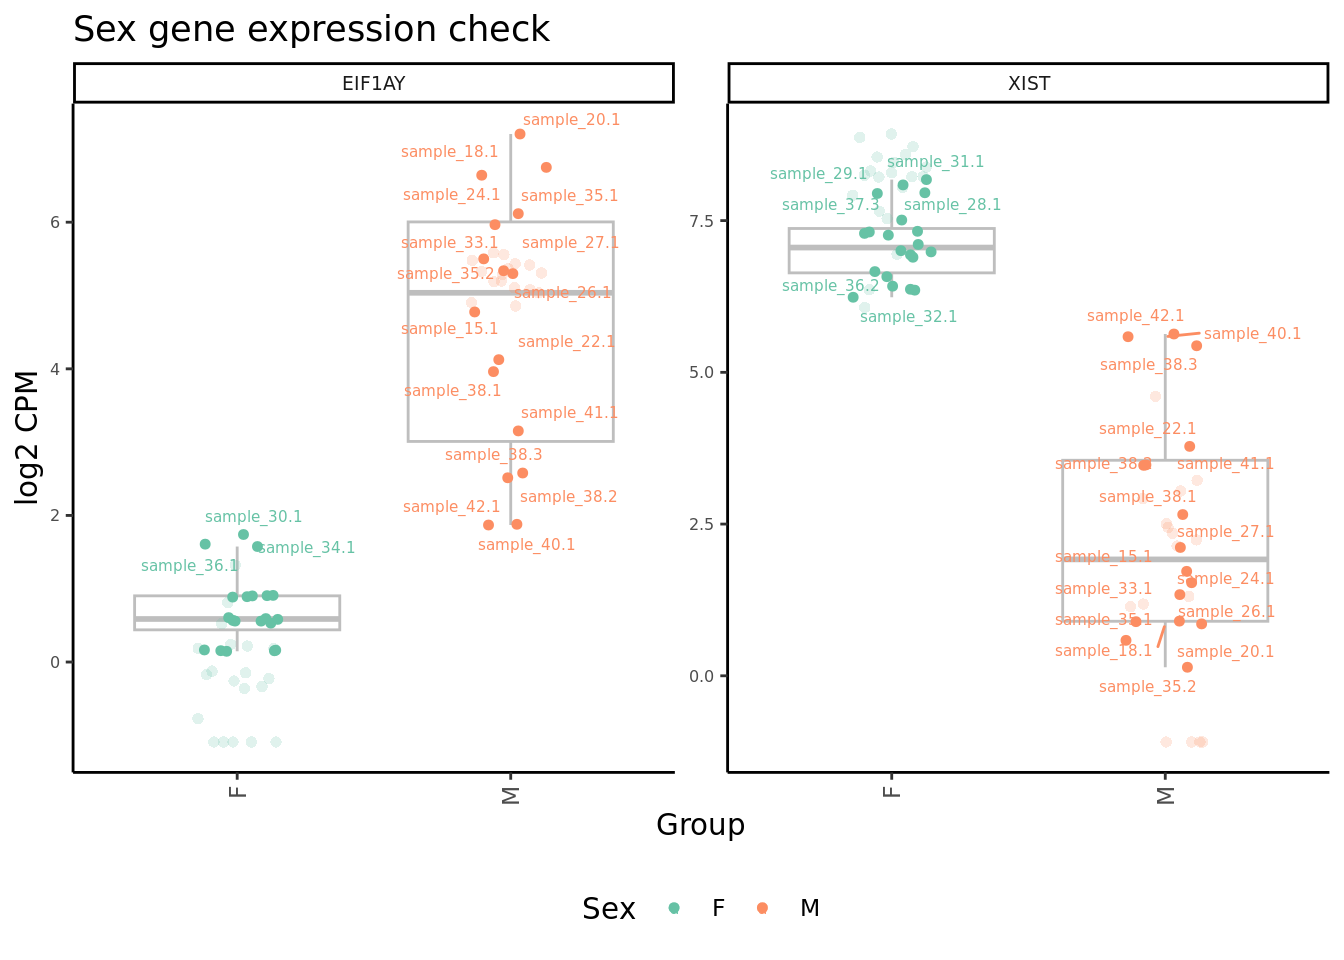 Sex gene expression check
EIF1AY
XIST
sample_20.1
sample_18.1
sample_24.1
sample_35.1
sample_33.1
sample_27.1
sample_35.2
sample_26.1
sample_15.1
sample_22.1
sample_38.1
sample_41.1
sample_38.3
sample_38.2
sample_42.1
sample_40.1
sample_30.1
sample_34.1
sample_36.1
6
4
2
0
log2 CPM
F
M
sample_31.1
sample_29.1
sample_37.3
sample_28.1
sample_36.2
sample_32.1
sample_42.1
sample_40.1
sample_38.3
sample_22.1
sample_41.1
sample_38.1
sample_27.1
sample_15.1
sample_24.1
sample_33.1
sample_26.1
sample_35.1
sample_18.1
sample_20.1
sample_35.2
7.5
5.0
2.5
0.0
F
M
Group
Sex
F
M